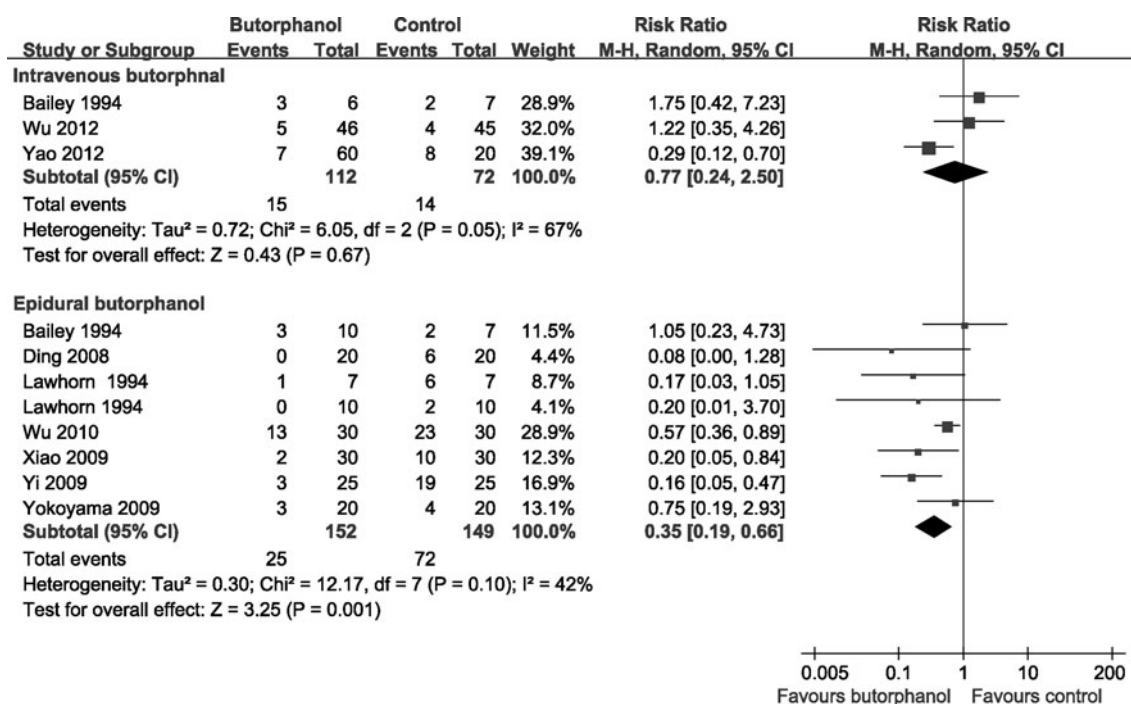 Butorphanol Control Risk Ratio Risk Ratio
Study or Subgroup Events Total Events Total Weight M-H, Random, 95% CI M-H, Random, 95% CI
Intravenous butorphnal
Bailey 1994 3 6 2 7 28.9% 1.75 [0.42, 7.23]
Wu 2012 5 46 4 45 32.0% 1.22 [0.35, 4.26]
Yao 2012 7 60 8 20 39.1% 0.29 [0.12, 0.70]
Subtotal (95% CI) 112 72 100.0% 0.77 [0.24, 2.50]
Total events 15 14
Heterogeneity: Tau² = 0.72; Chi² = 6.05, df = 2 (P = 0.05); I² = 67%
Test for overall effect: Z = 0.43 (P = 0.67)
Epidural butorphanol
Bailey 1994 3 10 2 7 11.5% 1.05 [0.23, 4.73]
Ding 2008 0 20 6 20 4.4% 0.08 [0.00, 1.28]
Lawhorn 1994 1 7 6 7 8.7% 0.17 [0.03, 1.05]
Lawhorn 1994 0 10 2 10 4.1% 0.20 [0.01, 3.70]
Wu 2010 13 30 23 30 28.9% 0.57 [0.36, 0.89]
Xiao 2009 2 30 10 30 12.3% 0.20 [0.05, 0.84]
Yi 2009 3 25 19 25 16.9% 0.16 [0.05, 0.47]
Yokoyama 2009 3 20 4 20 13.1% 0.75 [0.19, 2.93]
Subtotal (95% CI) 152 149 100.0% 0.35 [0.19, 0.66]
Total events 25 72
Heterogeneity: Tau² = 0.30; Chi² = 12.17, df = 7 (P = 0.10); I² = 42%
Test for overall effect: Z = 3.25 (P = 0.001)
0.005 0.1 1 10 200
Favours butorphanol Favours control